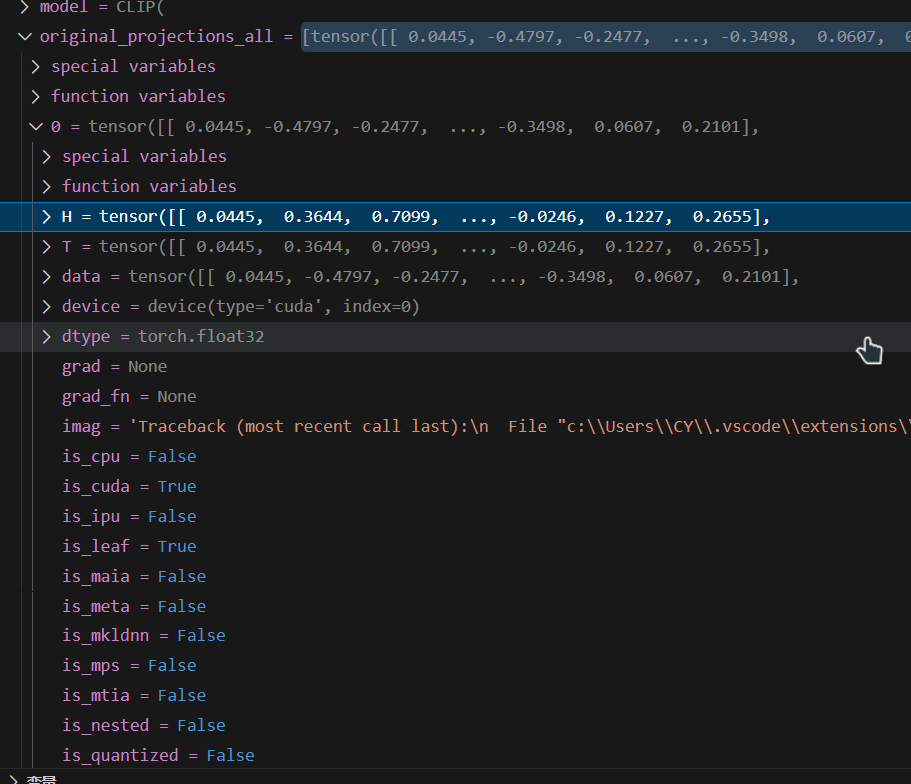 model = CLIP(
original_projections_all = [tensor([[ 0.0445, -0.4797, -0.2477,  ..., -0.3498,  0.0607,
special variables
function variables
0 = tensor([[ 0.0445, -0.4797, -0.2477,  ..., -0.3498,  0.0607,  0.2101],
special variables
function variables
H = tensor([[ 0.0445,  0.3644,  0.7099,  ..., -0.0246,  0.1227,  0.2655],
T = tensor([[ 0.0445,  0.3644,  0.7099,  ..., -0.0246,  0.1227,  0.2655],
data = tensor([[ 0.0445, -0.4797, -0.2477,  ..., -0.3498,  0.0607,  0.2101],
device = device(type='cuda', index=0)
dtype = torch.float32
grad = None
grad_fn = None
imag = 'Traceback (most recent call last):\n  File "c:\\Users\\CY\\.vscode\\extensions\
is_cpu = False
is_cuda = True
is_ipu = False
is_leaf = True
is_maia = False
is_meta = False
is_mkldnn = False
is_mps = False
is_mtia = False
is_nested = False
is_quantized = False
变量